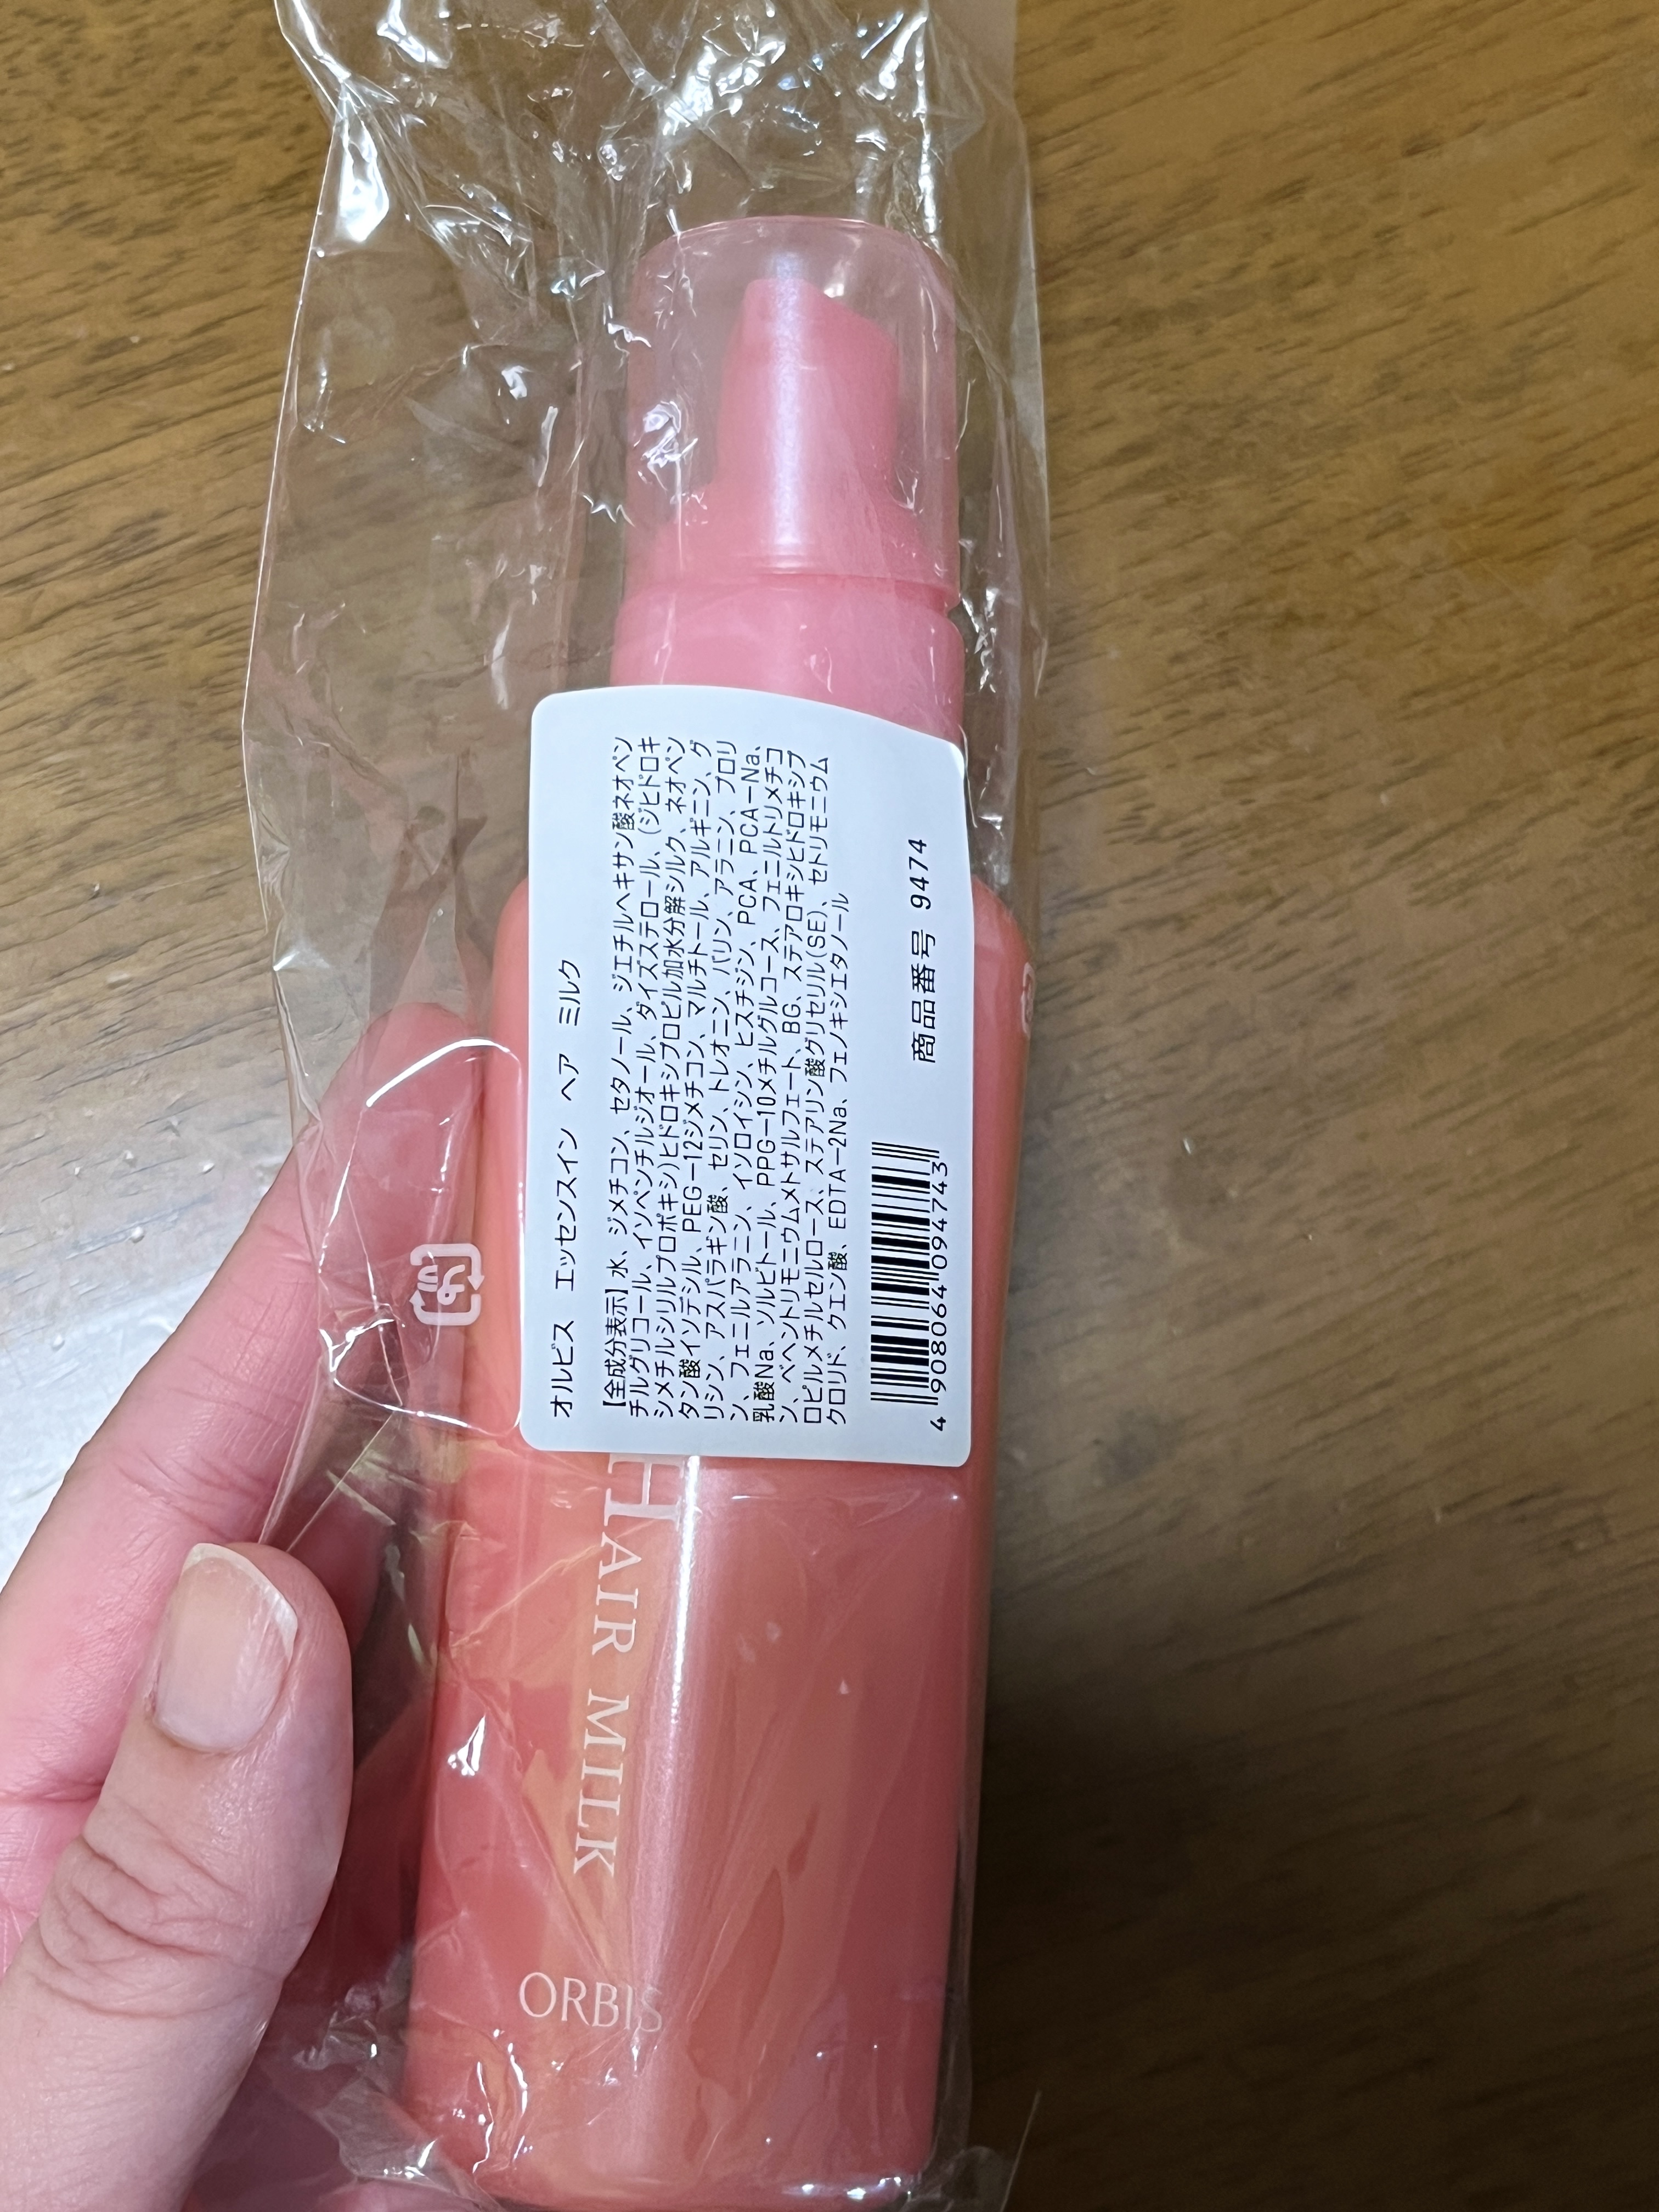 オルビス エッセンスイン ヘア ミルク
【全成分表示】水、ジメチコン、セタノール、ジエチルヘキサン酸ネオペン
チルグリコール、イソペンチルジオール、ダイズステロール、(ジヒドロキ
シメチルシリルプロポキシ)ヒドロキシプロピル加水分解シルク、ネオペン
タン酸イソデシル、PEG-12ジメチコン、マルチトール、アルギニン、グ
リシン、アスパラギン酸、セリン、トレオニン、バリン、アラニン、プロリ
ン、フェニルアラニン、イソロイシン、ヒスチジン、PCA、PCA-Na、
乳酸Na、ソルビトール、PPG-10メチルグルコース、フェニルトリメチコ
ン、ベヘントリモニウムメトサルフェート、BG、ステアロキシヒドロキシプ
ロピルメチルセルロース、ステアリン酸グリセリル(SE)、セトリモニウム
クロリド、クエン酸、EDTA-2Na、フェノキシエタノール
商品番号 9474
4908064094743
HAIR MILK
ORBIS